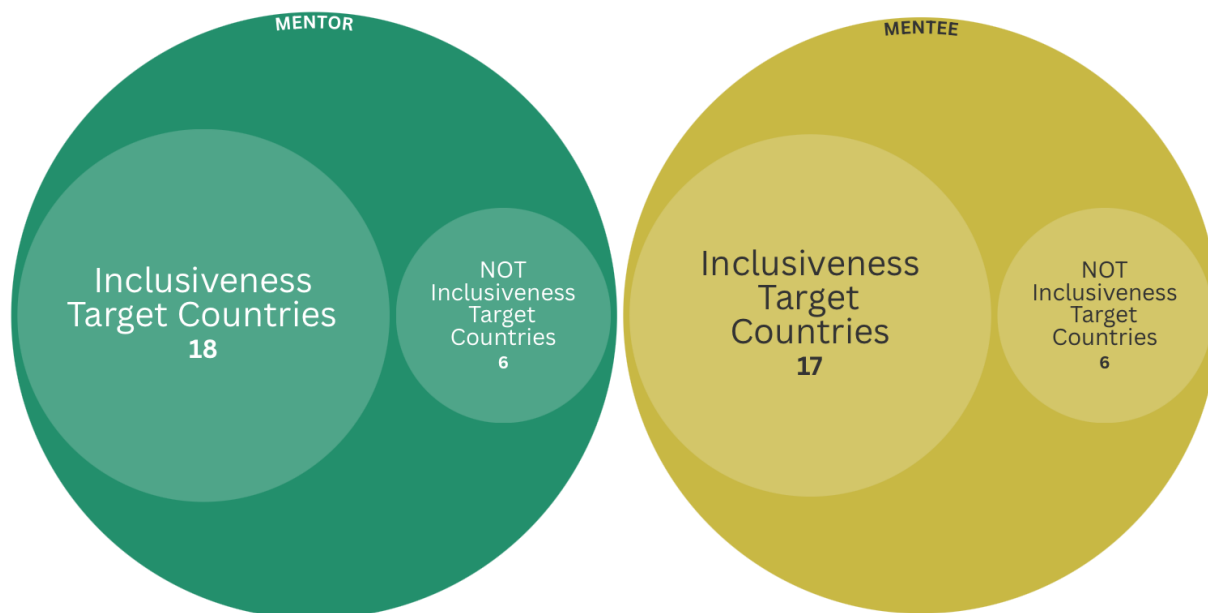 MENTOR
Inclusiveness
Target Countries
18
NOT
Inclusiveness
Target
Countries
6
MENTEE
Inclusiveness
Target
Countries
17
NOT
Inclusiveness
Target
Countries
6